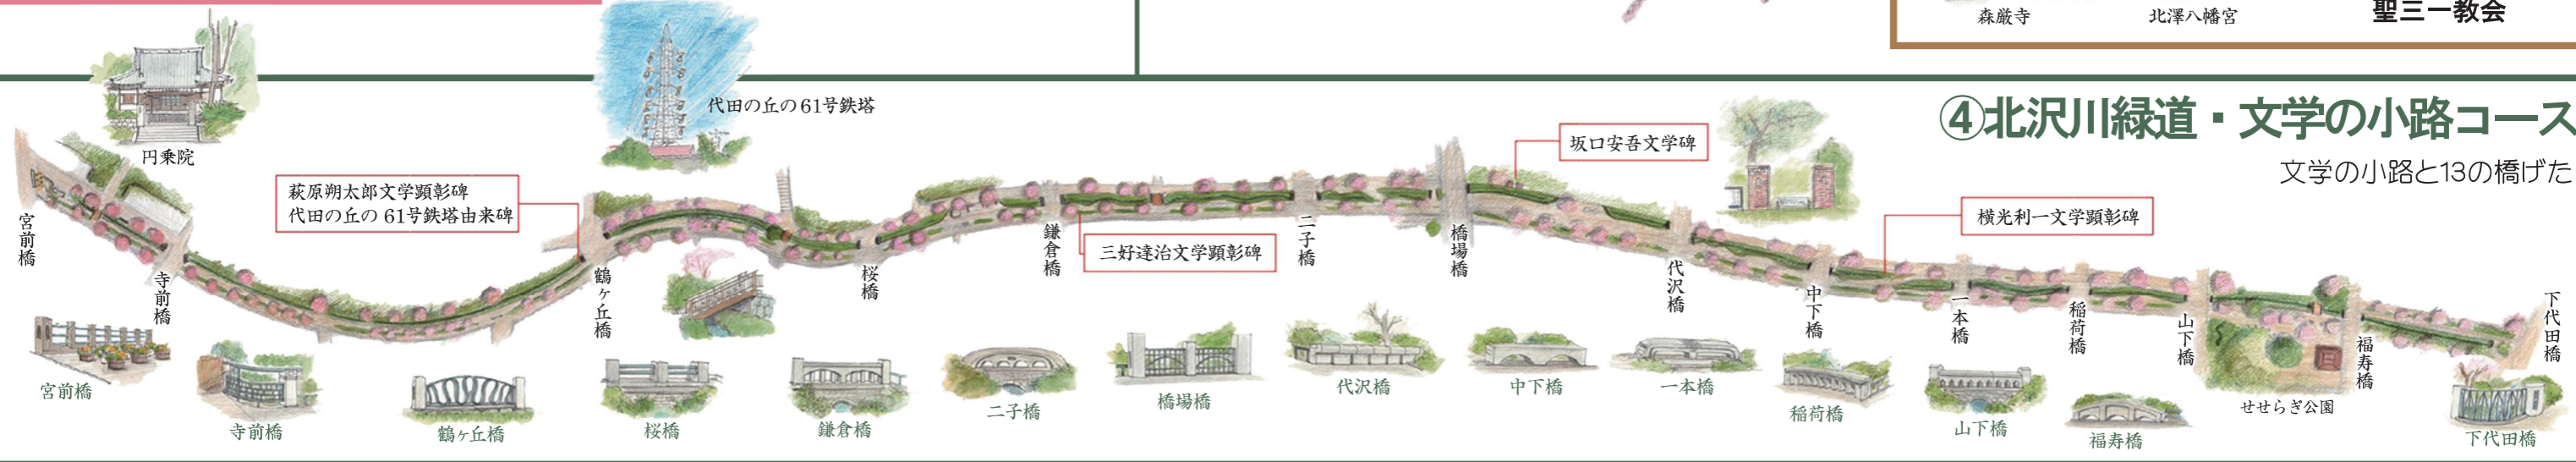 森厳寺
北澤八幡宮
聖三一教会
④北沢川緑道・文学の小路コース
文学の小路と13の橋げた
円乗院
代田の丘の61号鉄塔
萩原朔太郎文学顕彰碑
代田の丘の61号鉄塔由来碑
三好達治文学顕彰碑
坂口安吾文学碑
横光利一文学顕彰碑
宮前橋
寺前橋
鶴ヶ丘橋
桜橋
鎌倉橋
二子橋
橋場橋
代沢橋
中下橋
一本橋
稲荷橋
山下橋
福寿橋
下代田橋
せせらぎ公園
宮前橋
寺前橋
鶴ヶ丘橋
桜橋
鎌倉橋
二子橋
橋場橋
代沢橋
中下橋
一本橋
稲荷橋
山下橋
福寿橋
下代田橋